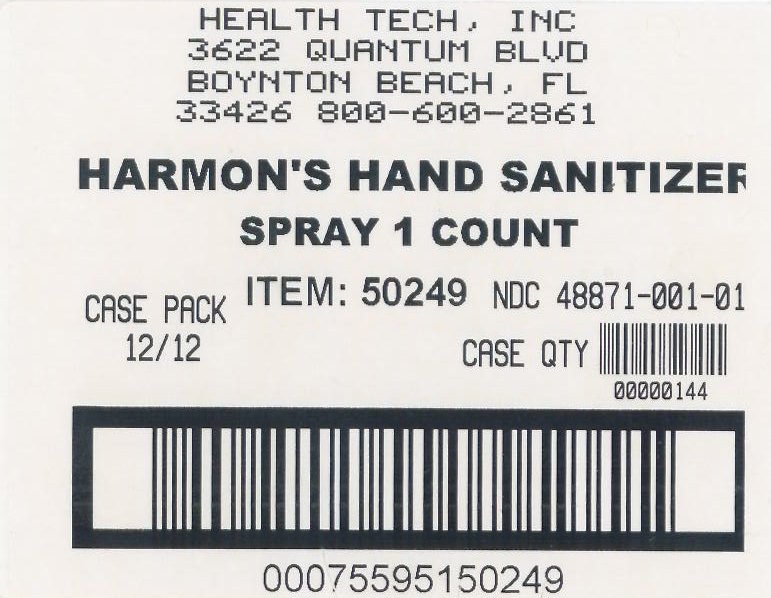 HEALTH TECH, INC
3622 QUANTUM BLVD
BOYNTON BEACH, FL
33426 800-600-2861
HARMON'S HAND SANITIZER
SPRAY 1 COUNT
ITEM: 50249 NDC 48871-001-01
CASE PACK
12/12
CASE QTY
00000144
00075595150249